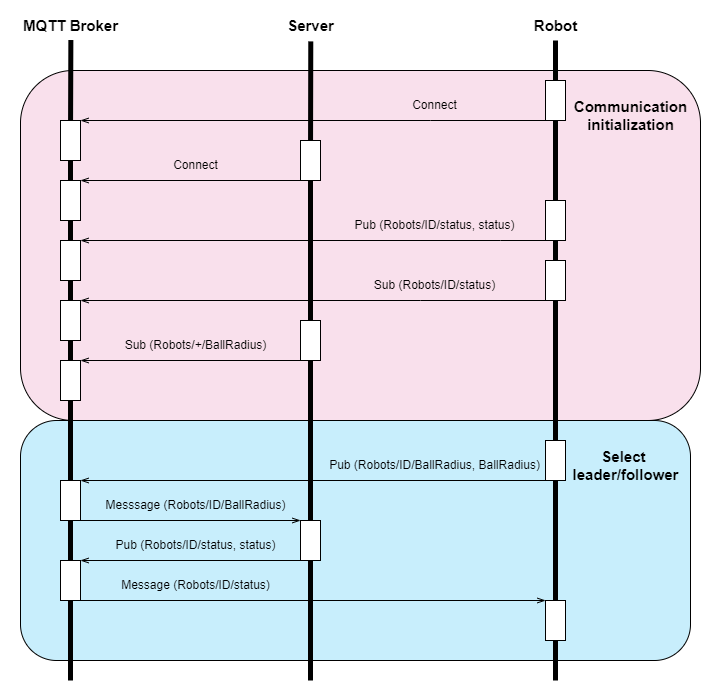 MQTT Broker
Server
Robot
Connect
Communication
initialization
Connect
Pub (Robots/ID/status, status)
Sub (Robots/ID/status)
Sub (Robots/+/BallRadius)
Select
leader/follower
Pub (Robots/ID/BallRadius, BallRadius)
Messsage (Robots/ID/BallRadius)
Pub (Robots/ID/status, status)
Message (Robots/ID/status)